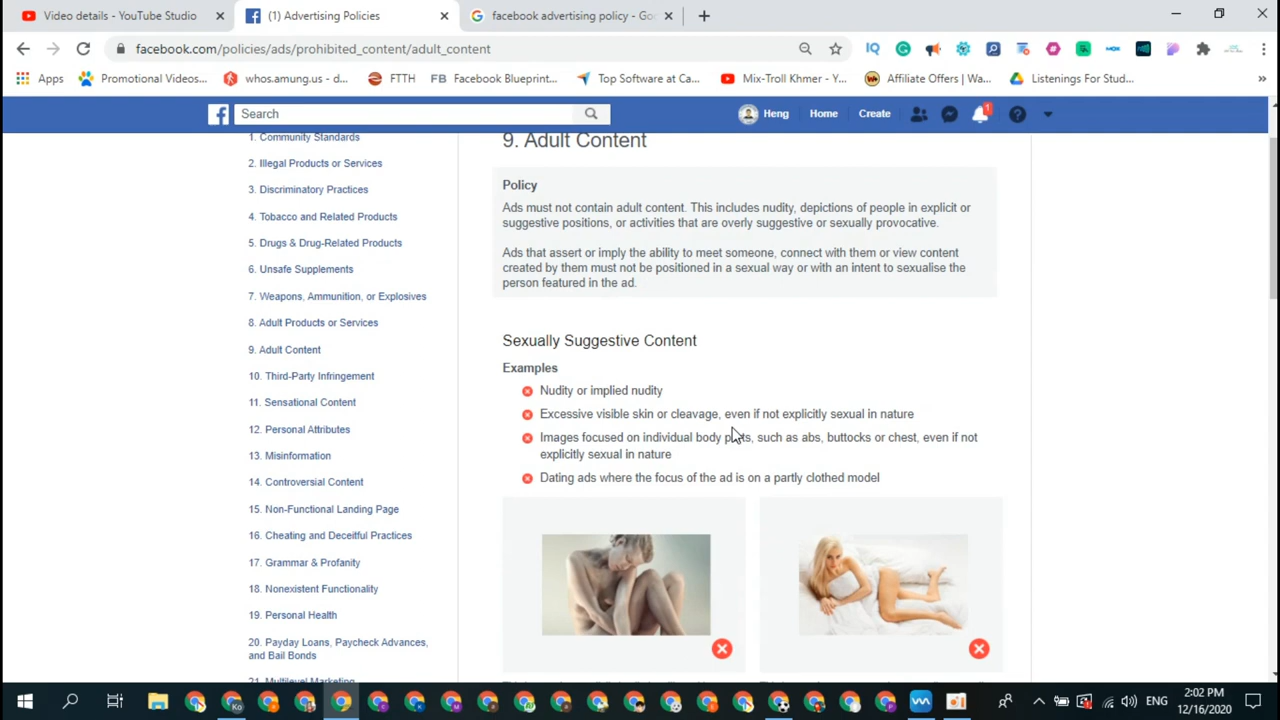 Video details - YouTube Studio
(1) Advertising Policies
facebook advertising policy - Goo
facebook.com/policies/ads/prohibited_content/adult_content
Apps
Promotional Videos...
whos.amung.us - d...
FTTH
FB Facebook Blueprint...
Top Software at Ca...
Mix-Troll Khmer - Y...
Affiliate Offers | Wa...
Listenings For Stud...
Search
Heng
Home
Create
1
1. Community Standards
2. Illegal Products or Services
3. Discriminatory Practices
4. Tobacco and Related Products
5. Drugs & Drug-Related Products
6. Unsafe Supplements
7. Weapons, Ammunition, or Explosives
8. Adult Products or Services
9. Adult Content
10. Third-Party Infringement
11. Sensational Content
12. Personal Attributes
13. Misinformation
14. Controversial Content
15. Non-Functional Landing Page
16. Cheating and Deceitful Practices
17. Grammar & Profanity
18. Nonexistent Functionality
19. Personal Health
20. Payday Loans, Paycheck Advances,
and Bail Bonds
21. Multilevel Marketing
9. Adult Content
Policy
Ads must not contain adult content. This includes nudity, depictions of people in explicit or
suggestive positions, or activities that are overly suggestive or sexually provocative.
Ads that assert or imply the ability to meet someone, connect with them or view content
created by them must not be positioned in a sexual way or with an intent to sexualise the
person featured in the ad.
Sexually Suggestive Content
Examples
Nudity or implied nudity
Excessive visible skin or cleavage, even if not explicitly sexual in nature
Images focused on individual body parts, such as abs, buttocks or chest, even if not
explicitly sexual in nature
Dating ads where the focus of the ad is on a partly clothed model
ENG
2:02 PM
12/16/2020